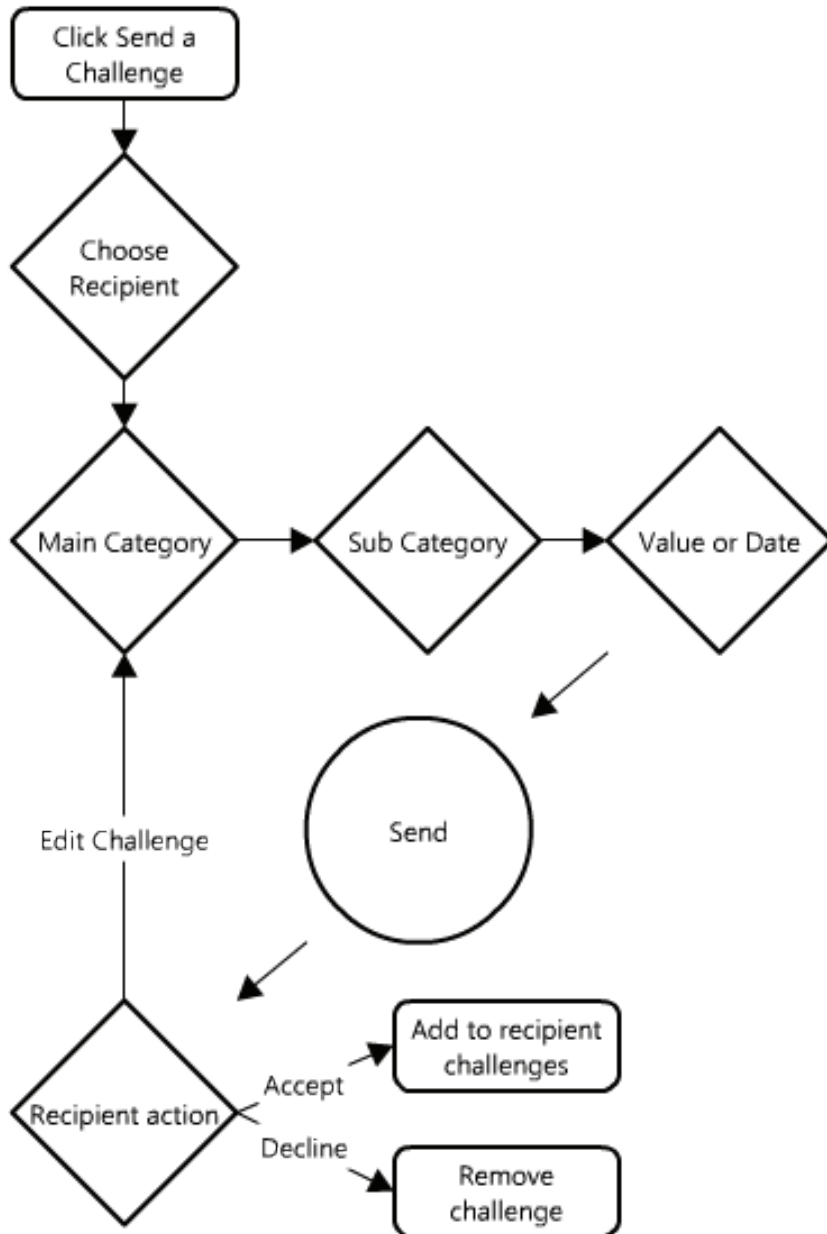 Click Send a
Challenge
Choose
Recipient
Main Category
Sub Category
Value or Date
Send
Edit Challenge
Recipient action
Accept
Decline
Add to recipient
challenges
Remove
challenge